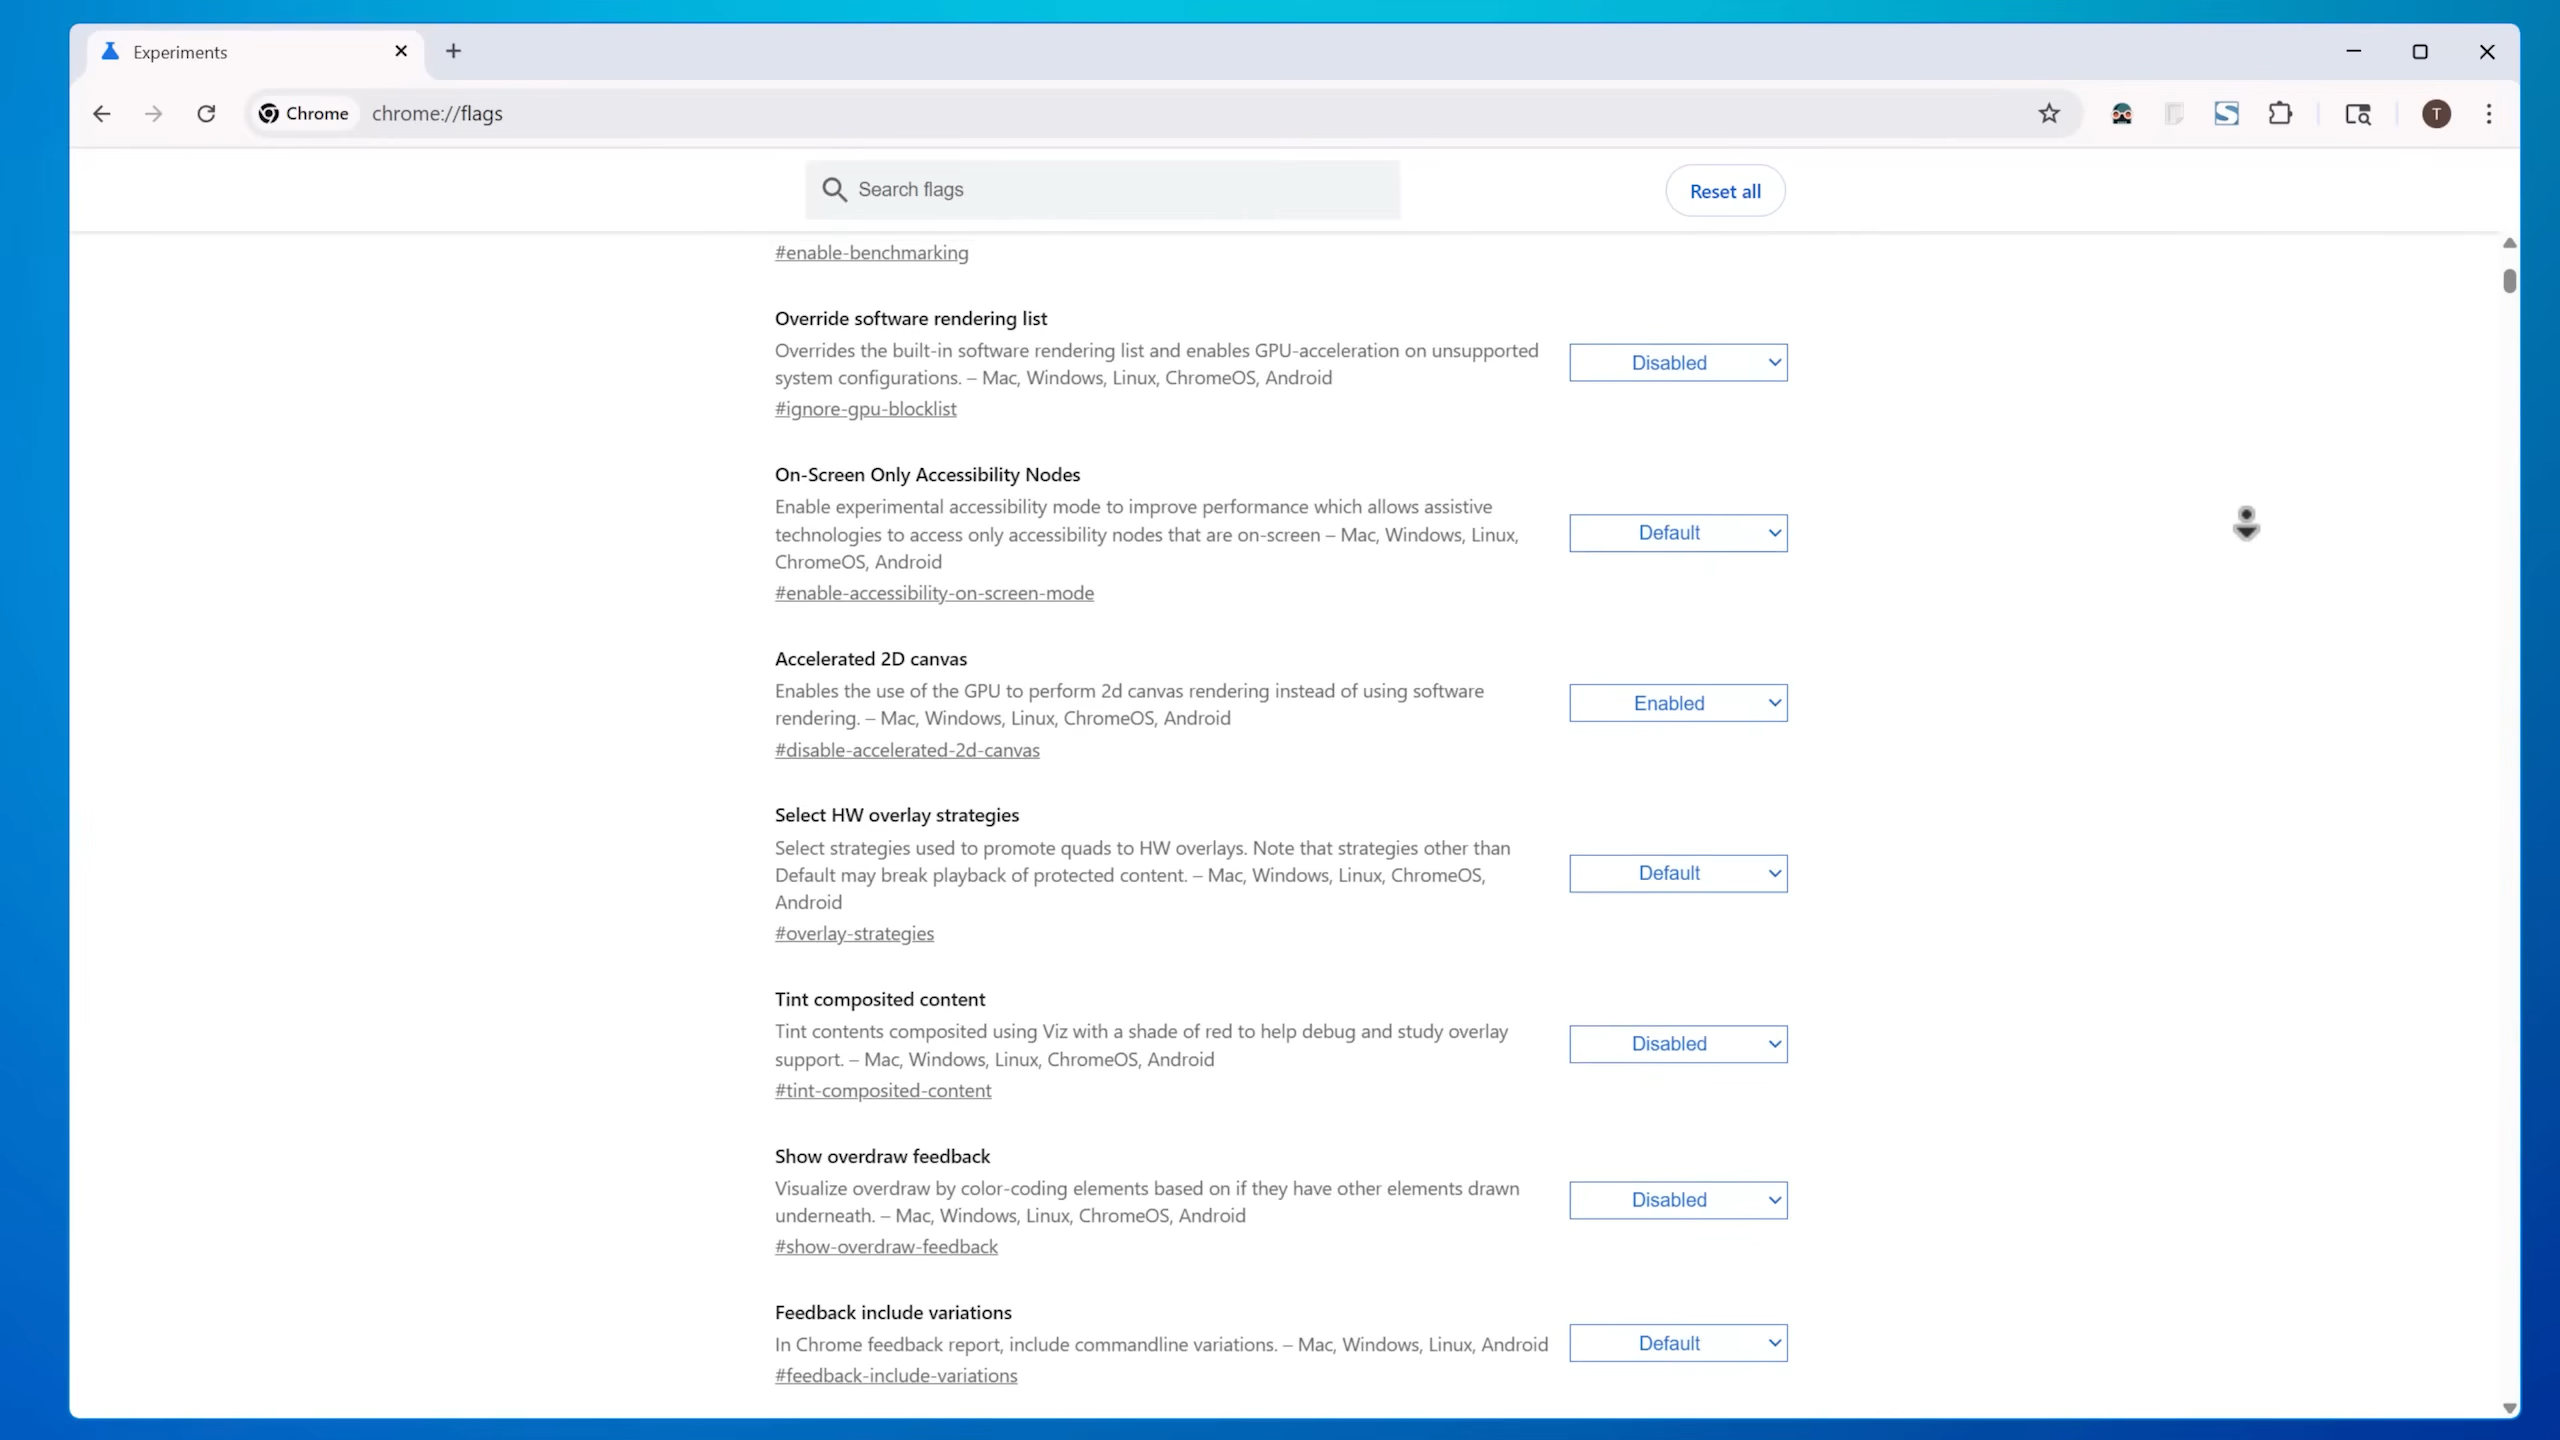 Experiments
Chrome
chrome://flags
T
Search flags
Reset all
#enable-benchmarking
Override software rendering list
Overrides the built-in software rendering list and enables GPU-acceleration on unsupported
system configurations. – Mac, Windows, Linux, ChromeOS, Android
Disabled
#ignore-gpu-blocklist
On-Screen Only Accessibility Nodes
Enable experimental accessibility mode to improve performance which allows assistive
technologies to access only accessibility nodes that are on-screen – Mac, Windows, Linux,
ChromeOS, Android
Default
#enable-accessibility-on-screen-mode
Accelerated 2D canvas
Enables the use of the GPU to perform 2d canvas rendering instead of using software
rendering. – Mac, Windows, Linux, ChromeOS, Android
Enabled
#disable-accelerated-2d-canvas
Select HW overlay strategies
Select strategies used to promote quads to HW overlays. Note that strategies other than
Default may break playback of protected content. – Mac, Windows, Linux, ChromeOS,
Android
Default
#overlay-strategies
Tint composited content
Tint contents composited using Viz with a shade of red to help debug and study overlay
support. – Mac, Windows, Linux, ChromeOS, Android
Disabled
#tint-composited-content
Show overdraw feedback
Visualize overdraw by color-coding elements based on if they have other elements drawn
underneath. – Mac, Windows, Linux, ChromeOS, Android
Disabled
#show-overdraw-feedback
Feedback include variations
In Chrome feedback report, include commandline variations. – Mac, Windows, Linux, Android
Default
#feedback-include-variations